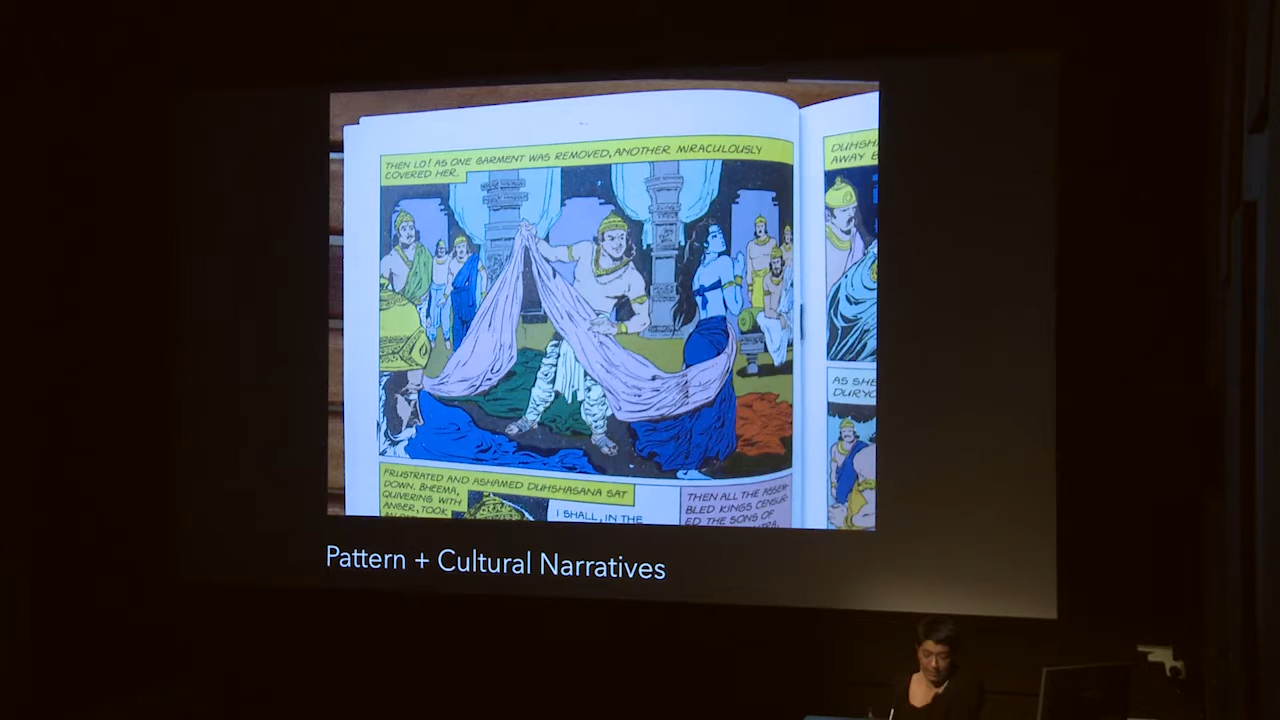 THEN LO! AS ONE GARMENT WAS REMOVED, ANOTHER MIRACULOUSLY
COVERED HER.
FRUSTRATED AND ASHAMED DUHSHASANA SAT
DOWN. BHEEMA,
QUIVERING WITH
ANGER, TOOK
I SHALL, IN THE
THEN ALL THE ASSEM-
BLED KINGS CENSUR-
ED THE SONS OF
DUHSHA
AWAY
AS SHE
DURYO
Pattern + Cultural Narratives